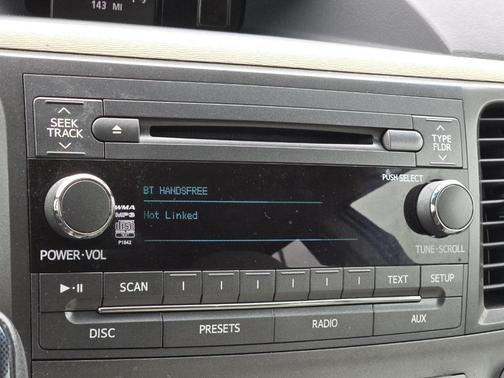 143 MI
SEEK
TRACK
TYPE
FLDR
PUSH·SELECT
BT HANDSFREE
WMA
MP3
Not Linked
P1842
POWER·VOL
TUNE·SCROLL
SCAN
TEXT
SETUP
DISC
PRESETS
RADIO
AUX